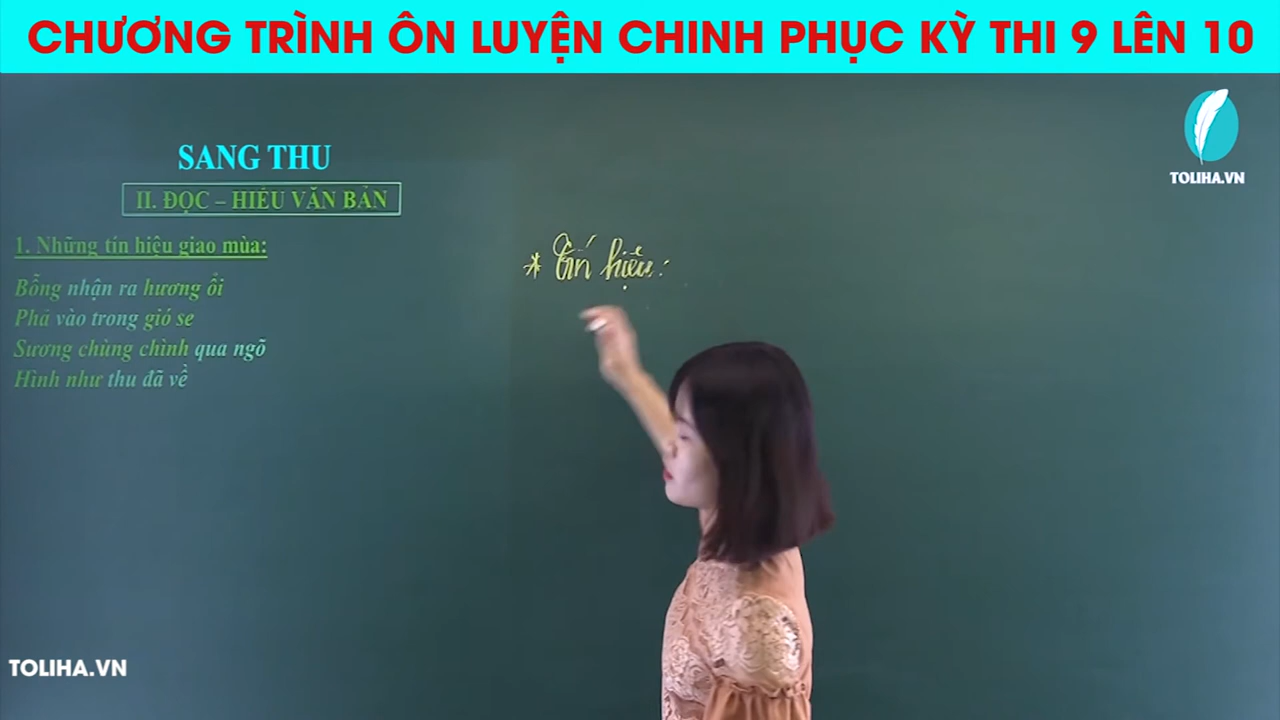 CHƯƠNG TRÌNH ÔN LUYỆN CHINH PHỤC KỲ THI 9 LÊN 10
TOLIHA.VN
SANG THU
II. ĐỌC – HIỂU VĂN BẢN
1. Những tín hiệu giao mùa:
Bỗng nhận ra hương ổi
Phả vào trong gió se
Sương chùng chình qua ngõ
Hình như thu đã về
* Tín hiệu:
TOLIHA.VN